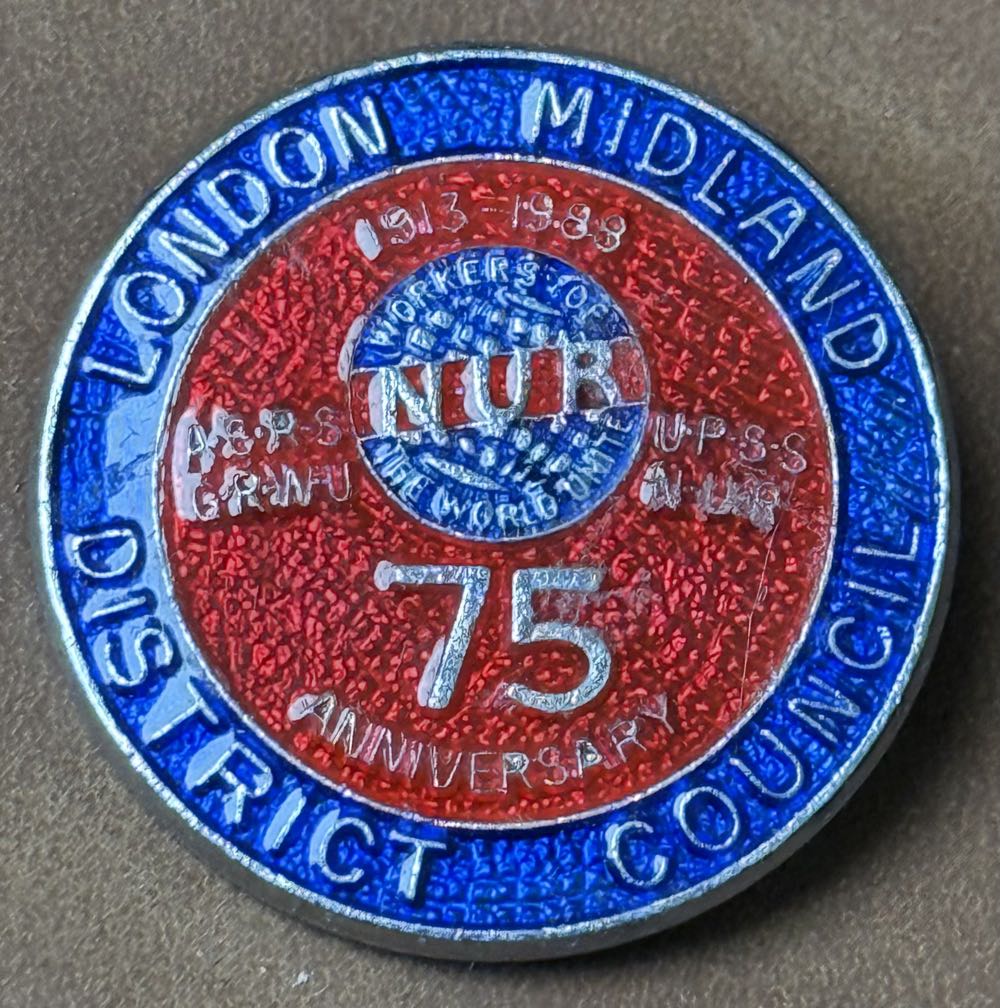 LONDON MIDLAND
DISTRICT COUNCIL
1913-1988
WORKERS OF
NUR
THE WORLD UNITE
A·S·R·S
G·R·W·U
U·P·S·S
N·U·R
75
ANNIVERSARY